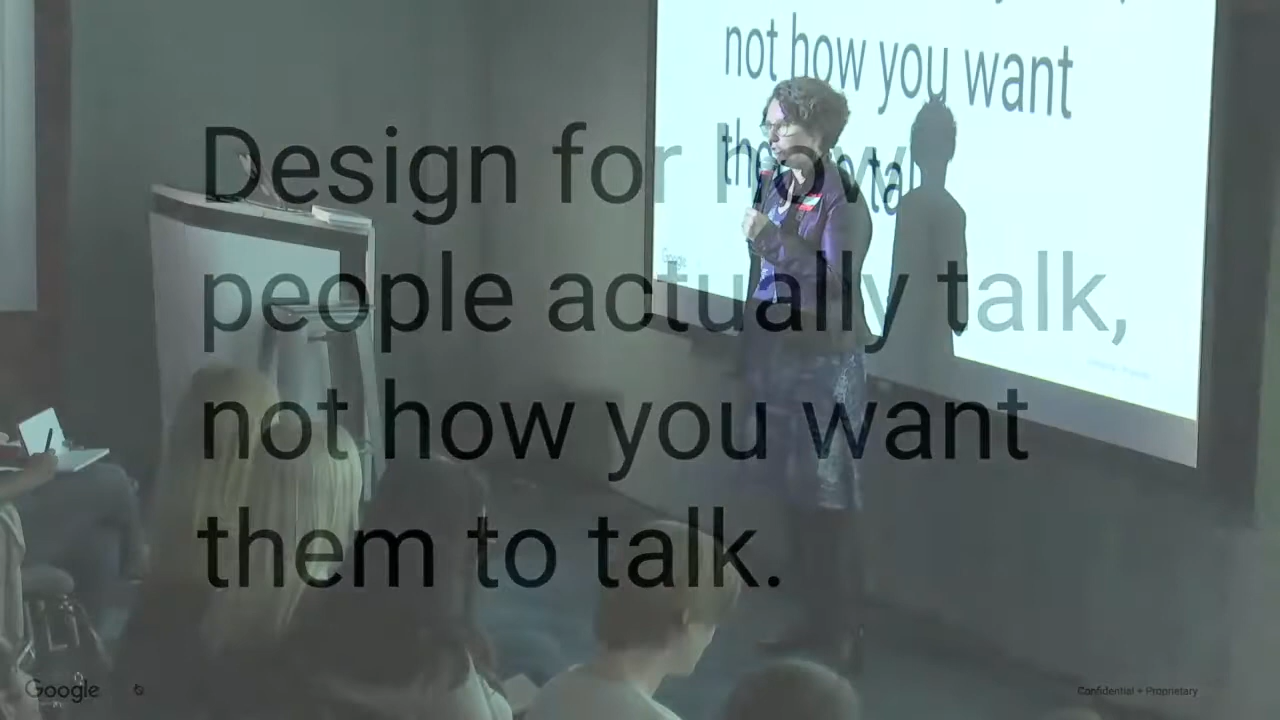 not how you want
Design for how
people actually talk,
not how you want
them to talk.
Google
Confidential + Proprietary